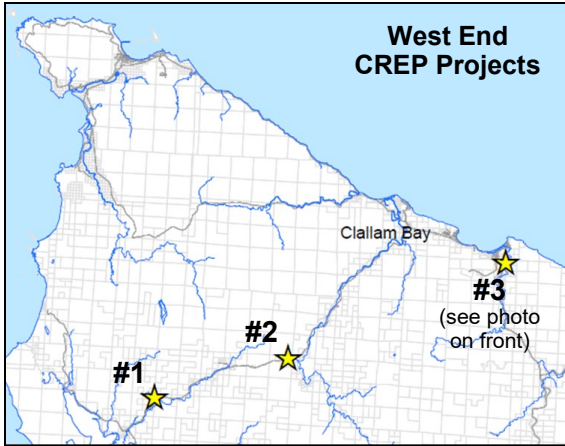 West End
CREP Projects
Clallam Bay
#3
(see photo
on front)
#2
#1